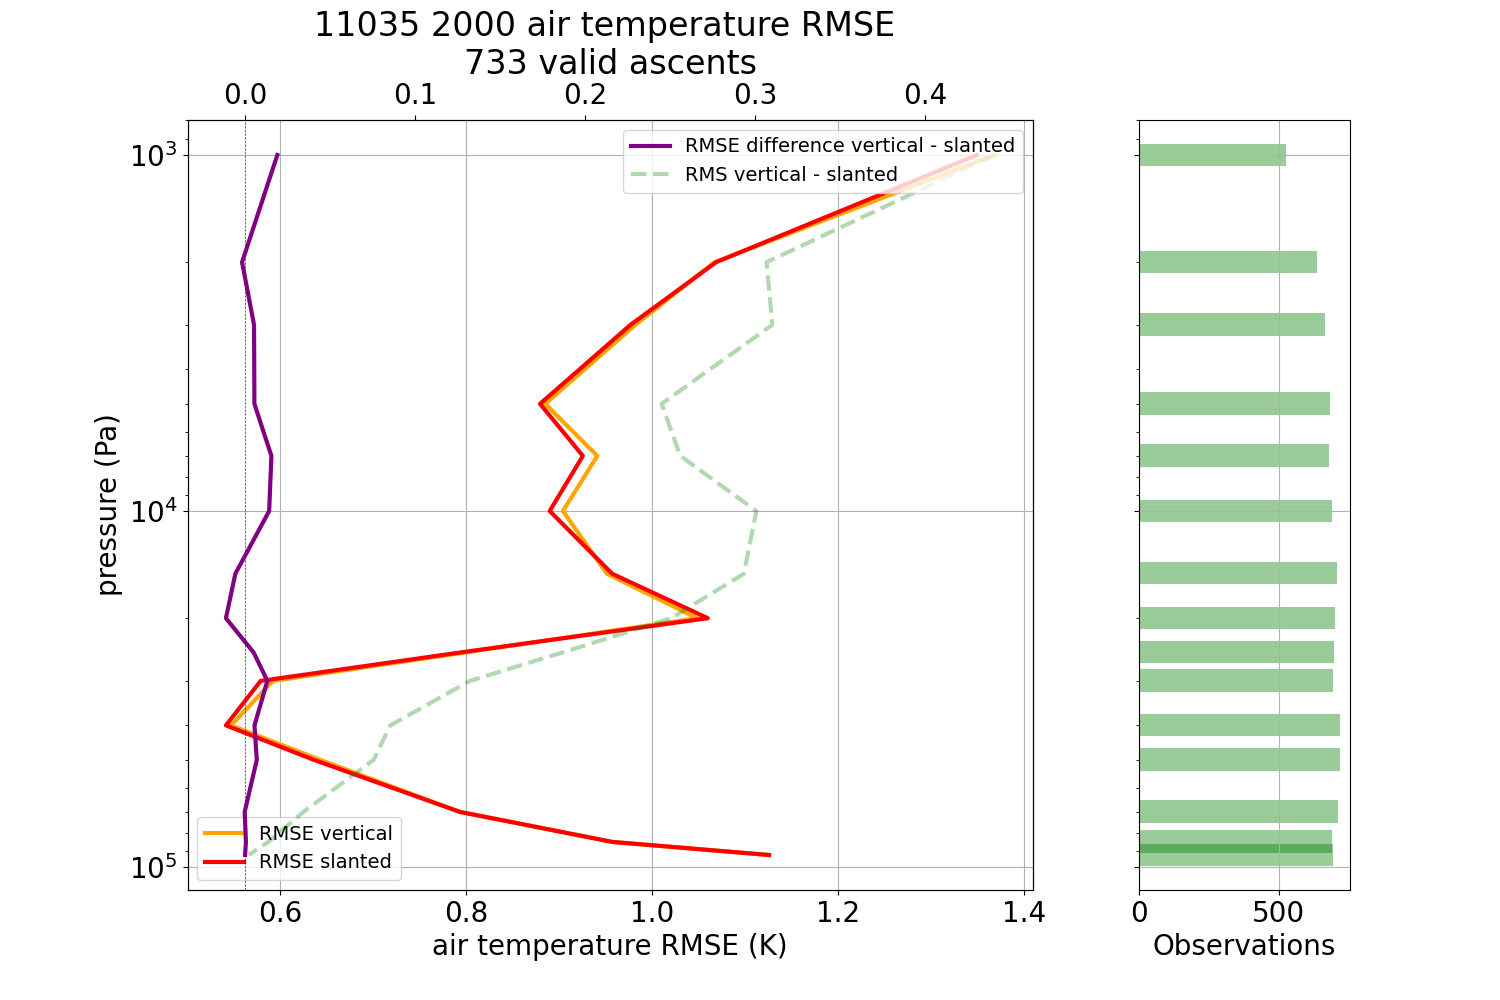 11035 2000 air temperature RMSE
733 valid ascents
0.0 0.1 0.2 0.3 0.4
RMSE difference vertical - slanted
RMS vertical - slanted
10³
10⁴
10⁵
pressure (Pa)
RMSE vertical
RMSE slanted
0.6 0.8 1.0 1.2 1.4
air temperature RMSE (K)
0 500
Observations